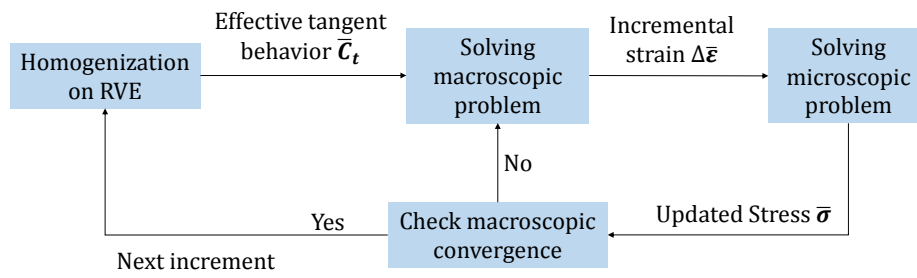 Homogenization
on RVE
Effective tangent
behavior C̅ₜ
Solving
macroscopic
problem
Incremental
strain Δε̅
Solving
microscopic
problem
No
Updated Stress σ̅
Check macroscopic
convergence
Yes
Next increment